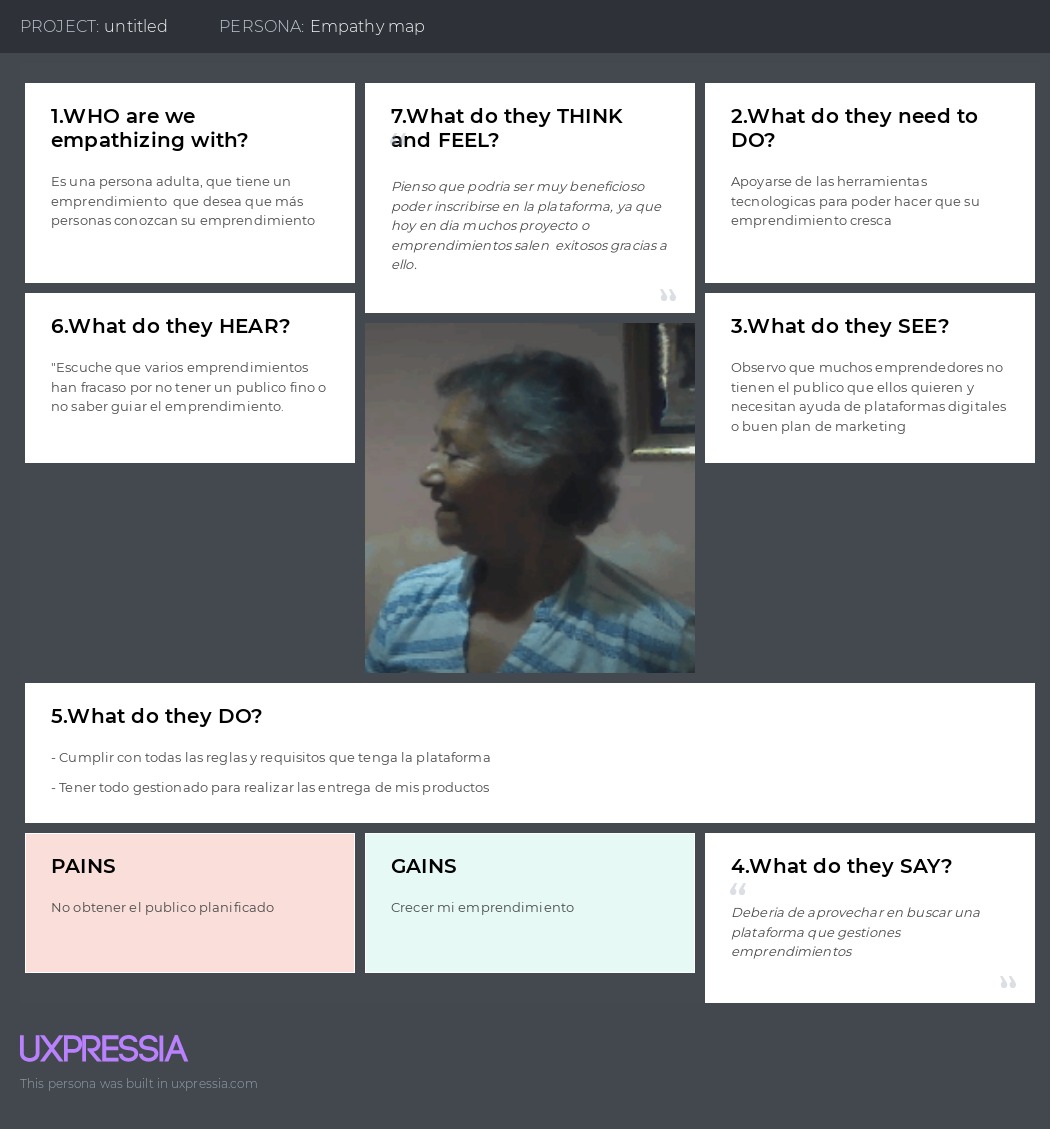 PROJECT: untitled
PERSONA: Empathy map
1.WHO are we
empathizing with?
Es una persona adulta, que tiene un
emprendimiento que desea que más
personas conozcan su emprendimiento
7.What do they THINK
and FEEL?
Pienso que podria ser muy beneficioso
poder inscribirse en la plataforma, ya que
hoy en dia muchos proyecto o
emprendimientos salen exitosos gracias a
ello.
2.What do they need to
DO?
Apoyarse de las herramientas
tecnologicas para poder hacer que su
emprendimiento cresca
6.What do they HEAR?
"Escuche que varios emprendimientos
han fracaso por no tener un publico fino o
no saber guiar el emprendimiento.
3.What do they SEE?
Observo que muchos emprendedores no
tienen el publico que ellos quieren y
necesitan ayuda de plataformas digitales
o buen plan de marketing
5.What do they DO?
- Cumplir con todas las reglas y requisitos que tenga la plataforma
- Tener todo gestionado para realizar las entrega de mis productos
PAINS
No obtener el publico planificado
GAINS
Crecer mi emprendimiento
4.What do they SAY?
“
Deberia de aprovechar en buscar una
plataforma que gestiones
emprendimientos
”
UXPRESSIA
This persona was built in uxpressia.com